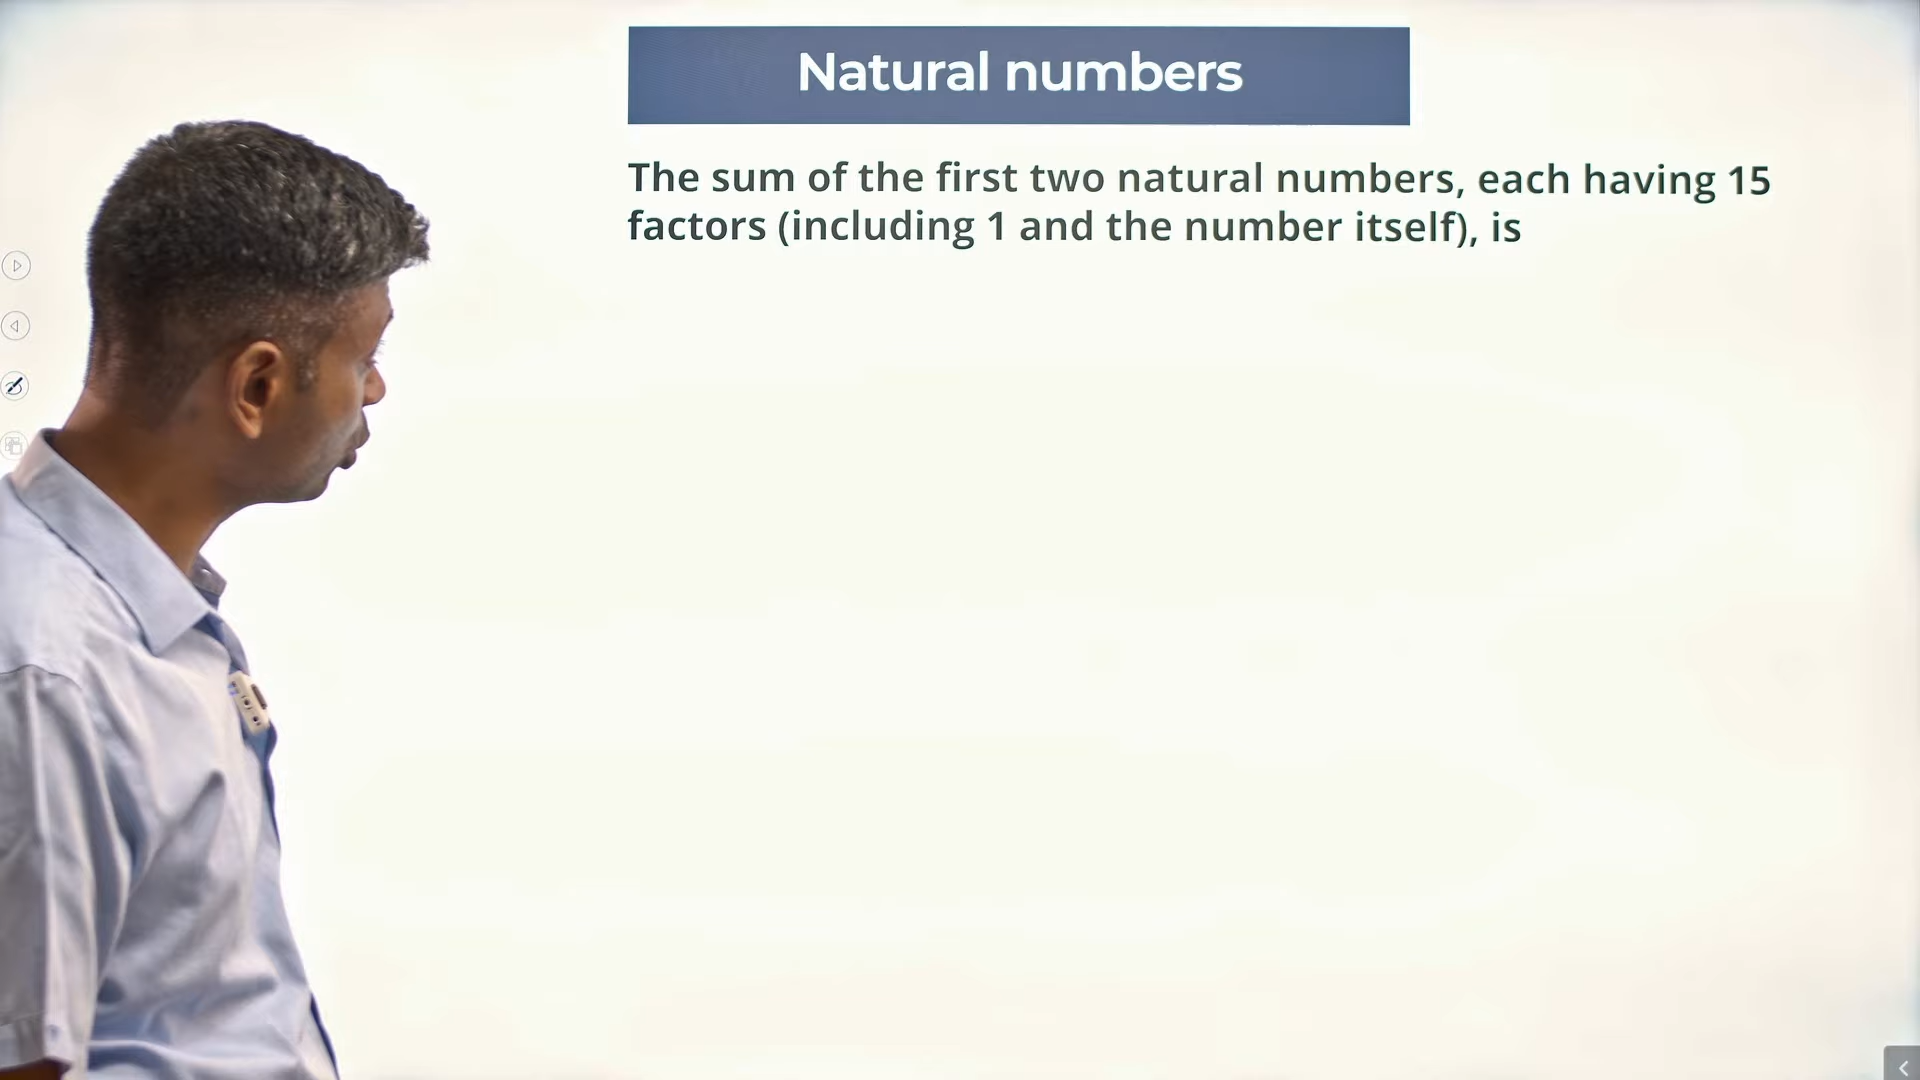 Natural numbers
The sum of the first two natural numbers, each having 15
factors (including 1 and the number itself), is